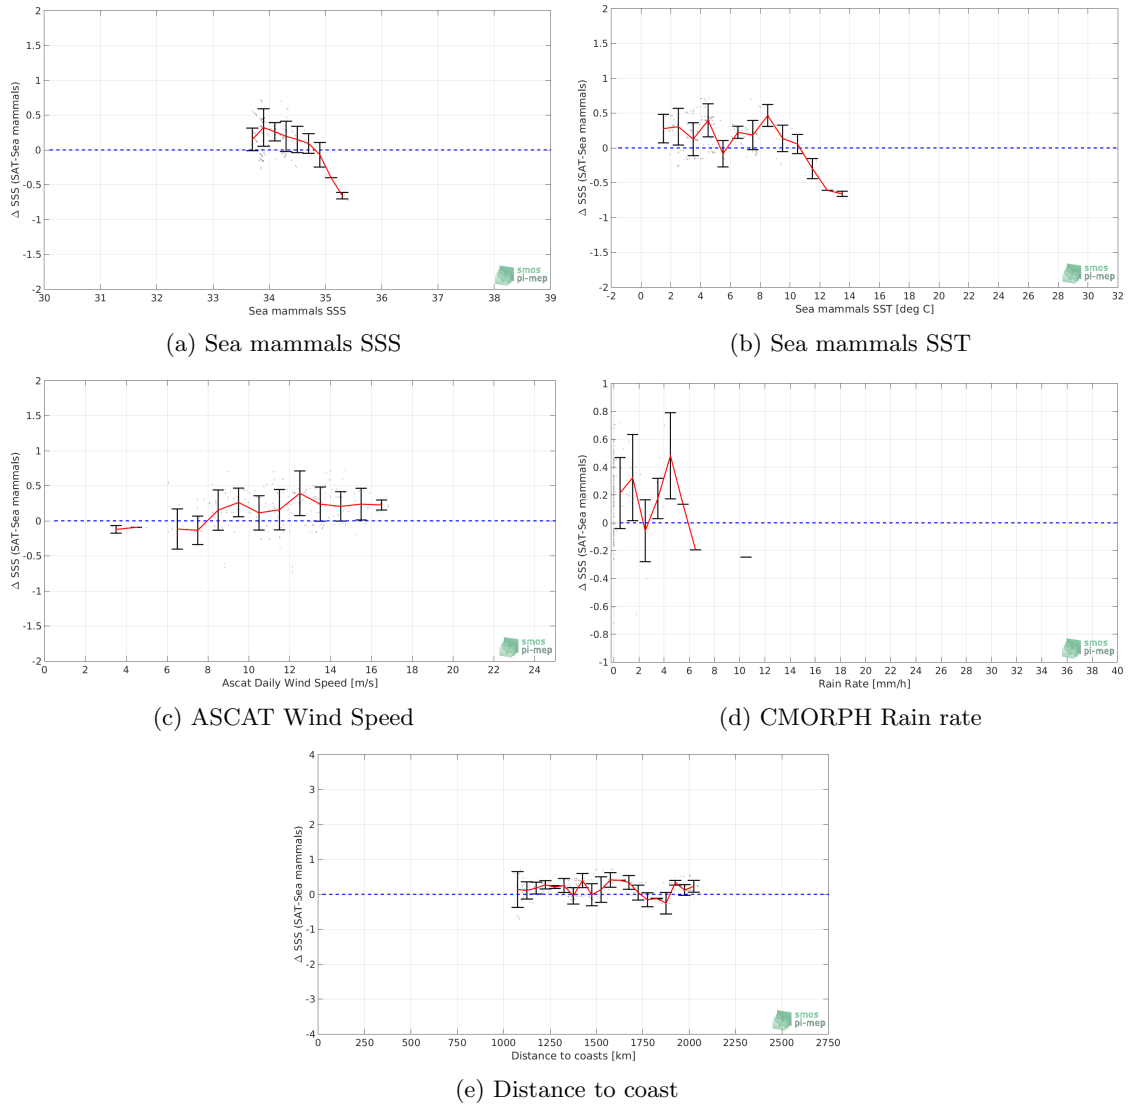 2
1.5
1
0.5
0
-0.5
-1
-1.5
-2
Δ SSS (SAT-Sea mammals)
30 31 32 33 34 35 36 37 38 39
Sea mammals SSS
smos
pi-mep
(a) Sea mammals SSS
2
1.5
1
0.5
0
-0.5
-1
-1.5
-2
Δ SSS (SAT-Sea mammals)
-2 0 2 4 6 8 10 12 14 16 18 20 22 24 26 28 30 32
Sea mammals SST [deg C]
smos
pi-mep
(b) Sea mammals SST
2
1.5
1
0.5
0
-0.5
-1
-1.5
-2
Δ SSS (SAT-Sea mammals)
0 2 4 6 8 10 12 14 16 18 20 22 24
Ascat Daily Wind Speed [m/s]
smos
pi-mep
(c) ASCAT Wind Speed
1
0.8
0.6
0.4
0.2
0
-0.2
-0.4
-0.6
-0.8
-1
Δ SSS (SAT-Sea mammals)
0 2 4 6 8 10 12 14 16 18 20 22 24 26 28 30 32 34 36 38 40
Rain Rate [mm/h]
smos
pi-mep
(d) CMORPH Rain rate
4
3
2
1
0
-1
-2
-3
-4
Δ SSS (SAT-Sea mammals)
0 250 500 750 1000 1250 1500 1750 2000 2250 2500 2750
Distance to coasts [km]
smos
pi-mep
(e) Distance to coast